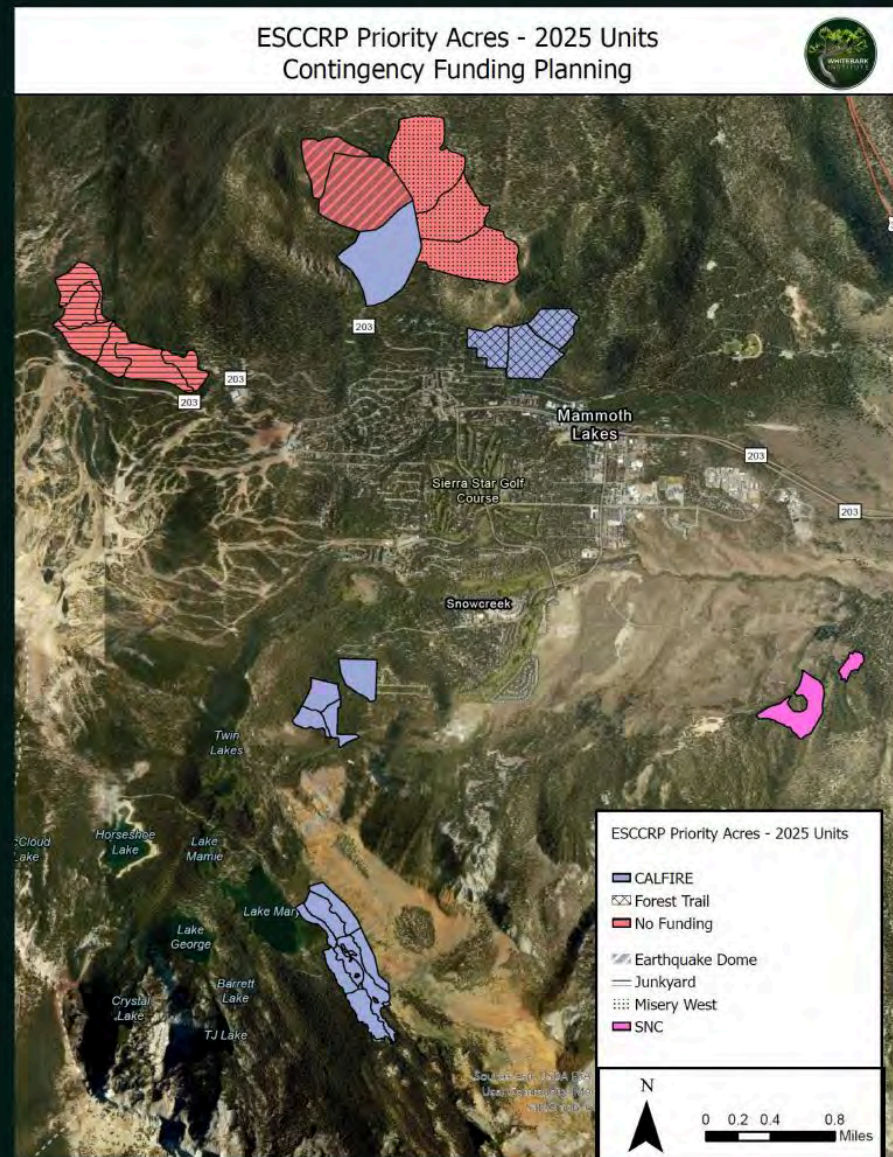 ESCCRP Priority Acres - 2025 Units
Contingency Funding Planning
WHITEBARK
INSTITUTE
203
203
203
Mammoth
Lakes
203
Sierra Star Golf
Course
203
Snowcreek
Twin
Lakes
Horseshoe
Lake
Lake
Mamie
cCloud
Lake
Lake Mary
Lake
George
Barrett
Lake
Crystal
Lake
TJ Lake
ESCCRP Priority Acres - 2025 Units
CALFIRE
Forest Trail
No Funding
Earthquake Dome
Junkyard
Misery West
SNC
N
0 0.2 0.4 0.8
Miles